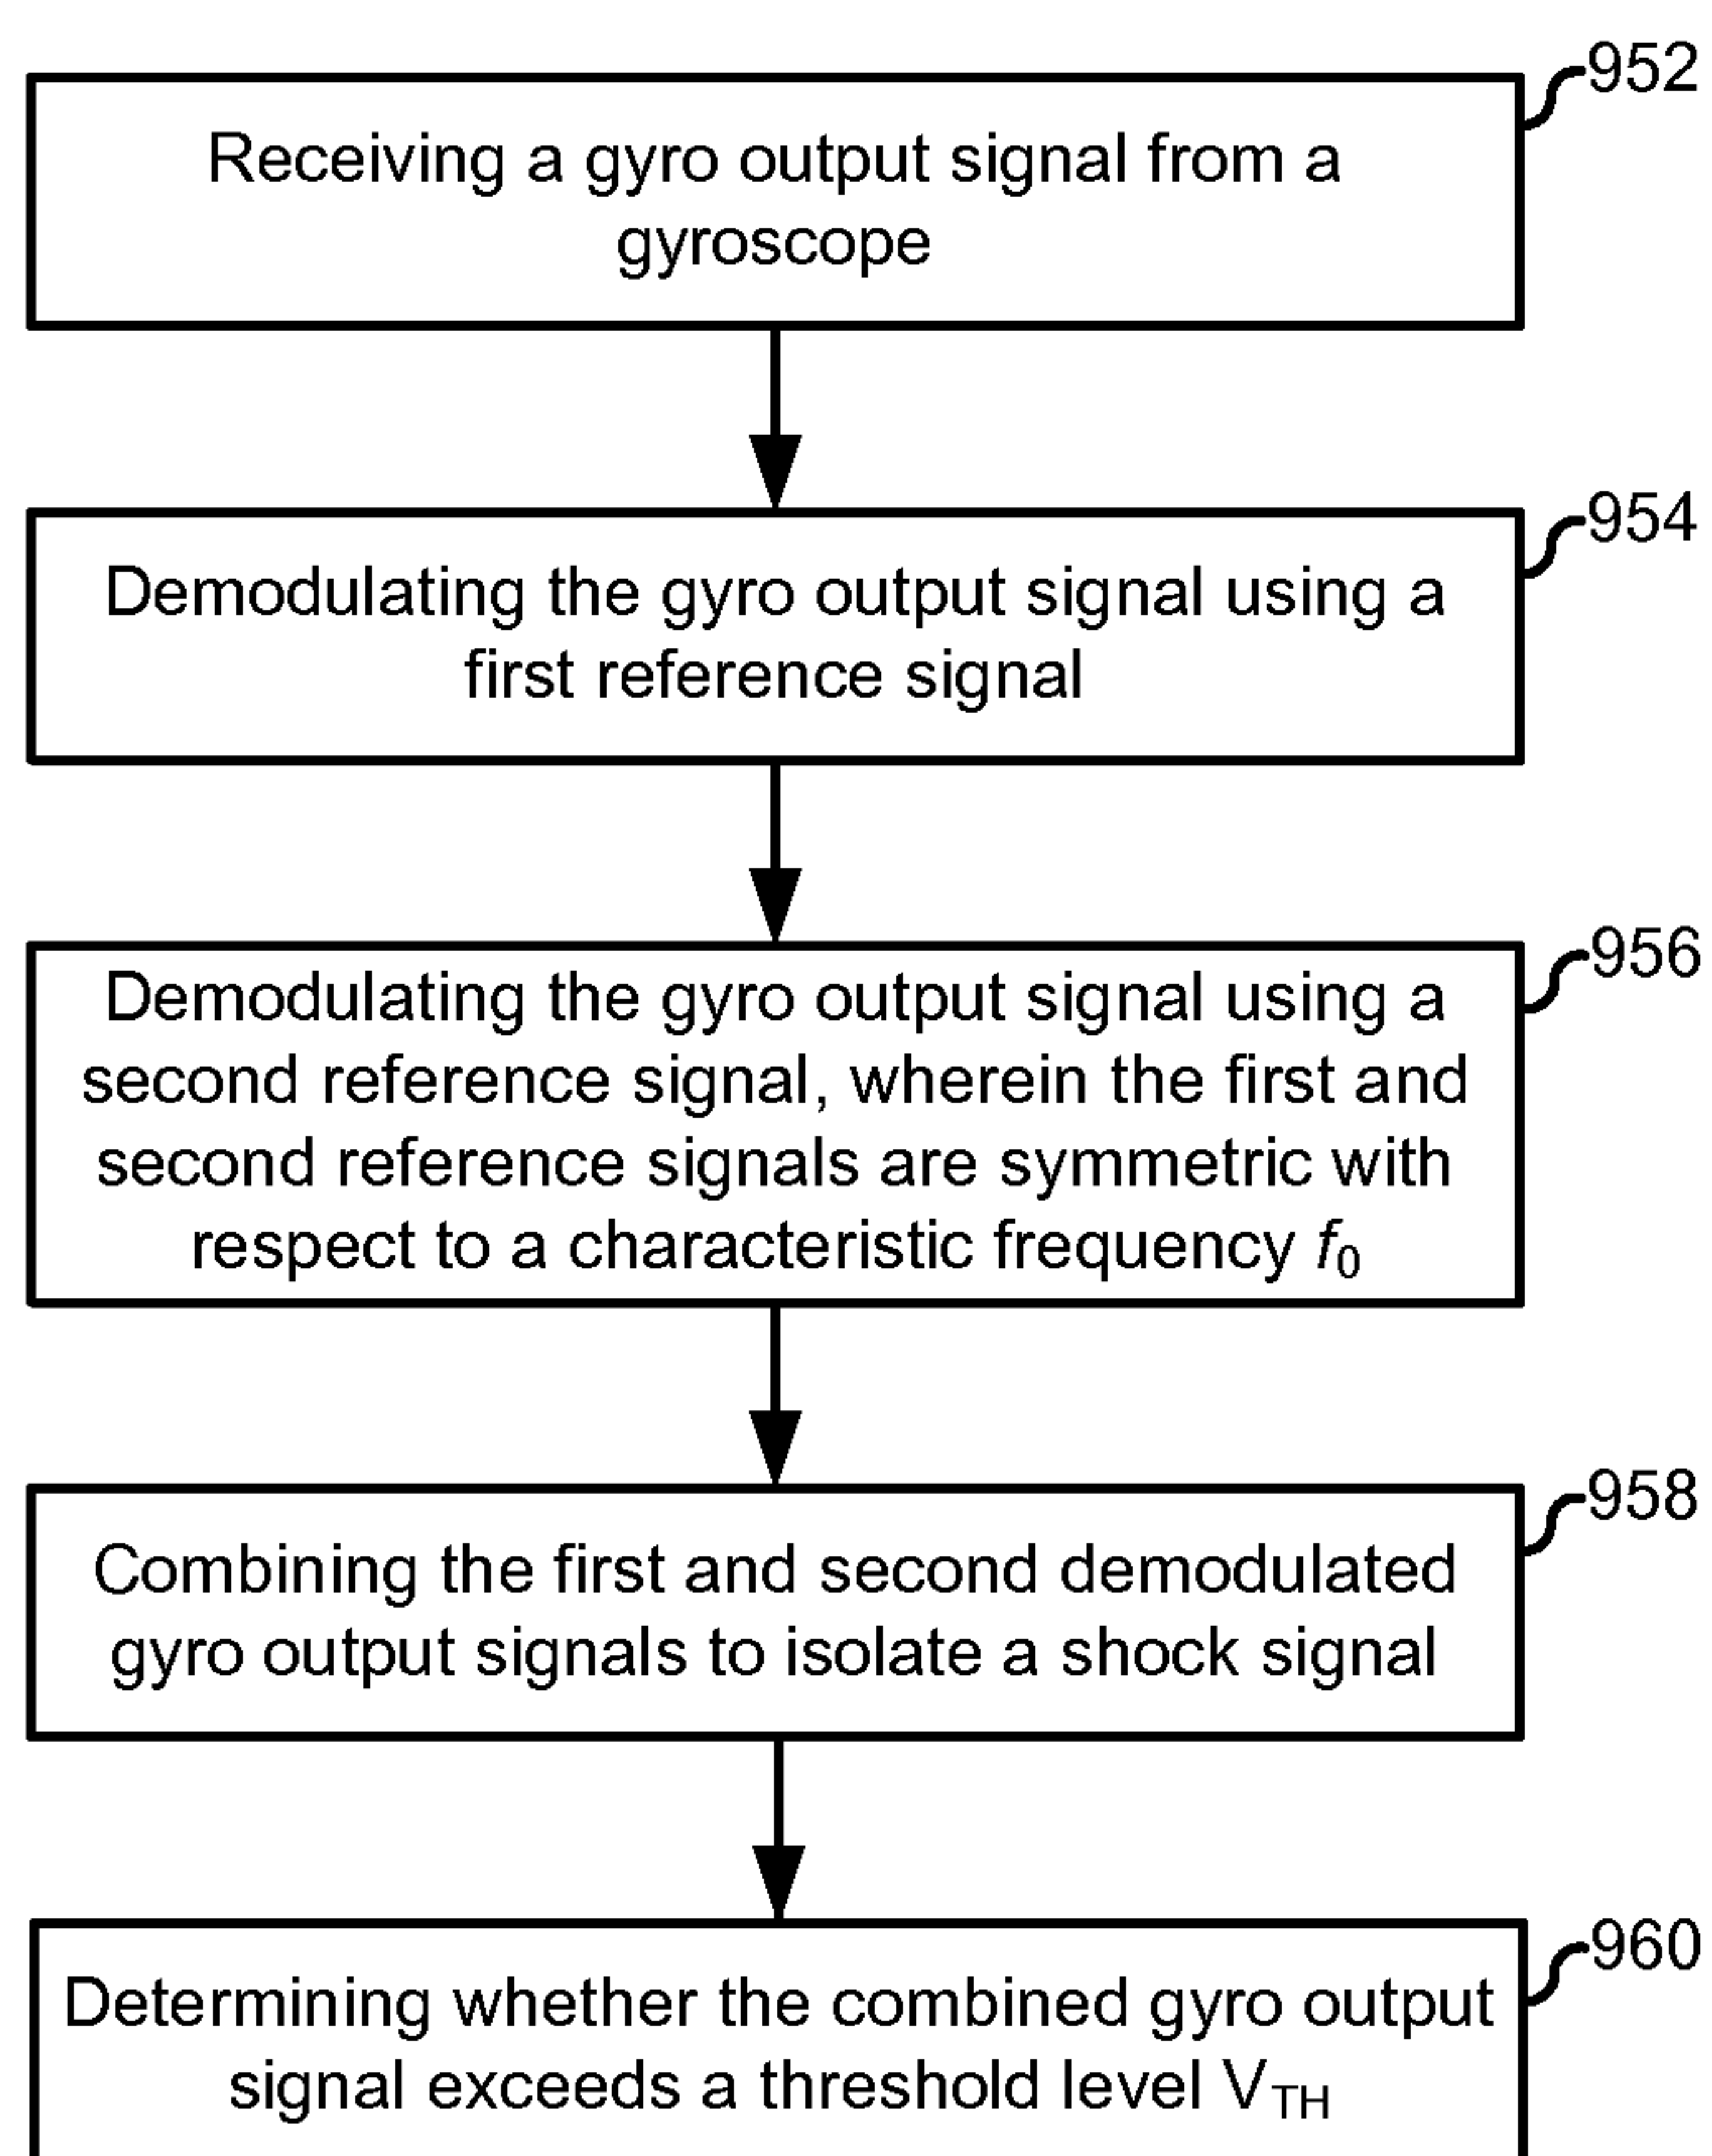 952
Receiving a gyro output signal from a
gyroscope
954
Demodulating the gyro output signal using a
first reference signal
956
Demodulating the gyro output signal using a
second reference signal, wherein the first and
second reference signals are symmetric with
respect to a characteristic frequency f₀
958
Combining the first and second demodulated
gyro output signals to isolate a shock signal
960
Determining whether the combined gyro output
signal exceeds a threshold level V_TH